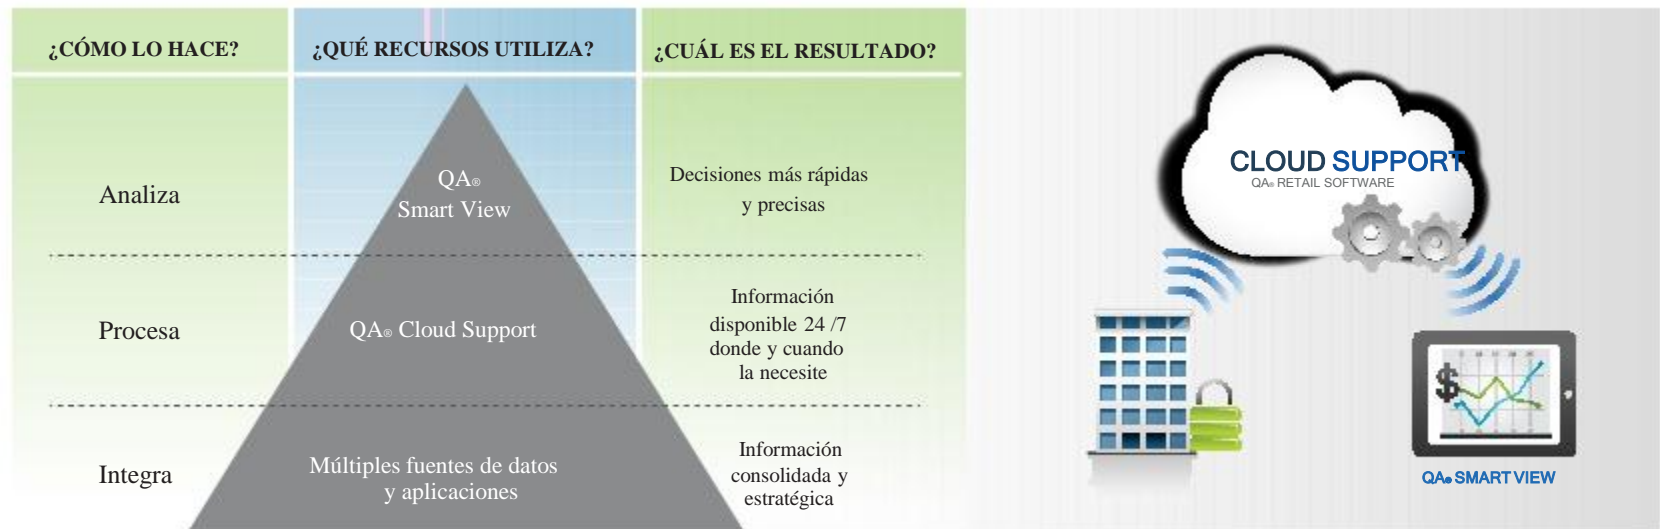 ¿CÓMO LO HACE?
¿QUÉ RECURSOS UTILIZA?
¿CUÁL ES EL RESULTADO?
Analiza
QA®
Smart View
Decisiones más rápidas
y precisas
Procesa
QA® Cloud Support
Información
disponible 24 /7
donde y cuando
la necesite
Integra
Múltiples fuentes de datos
y aplicaciones
Información
consolidada y
estratégica
CLOUD SUPPORT
QA® RETAIL SOFTWARE
$
QA® SMART VIEW